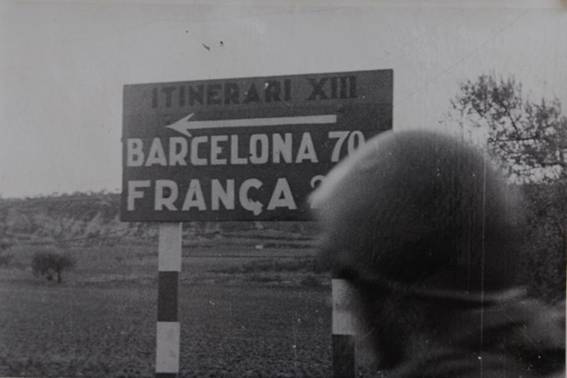 ITINERARI XIII
BARCELONA 70
FRANÇA